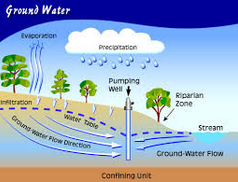 Ground Water
Evaporation
Precipitation
Pumping
Well
Riparian
Zone
Infiltration
Water Table
Stream
Ground-Water Flow Direction
Ground-Water Flow
Confining Unit